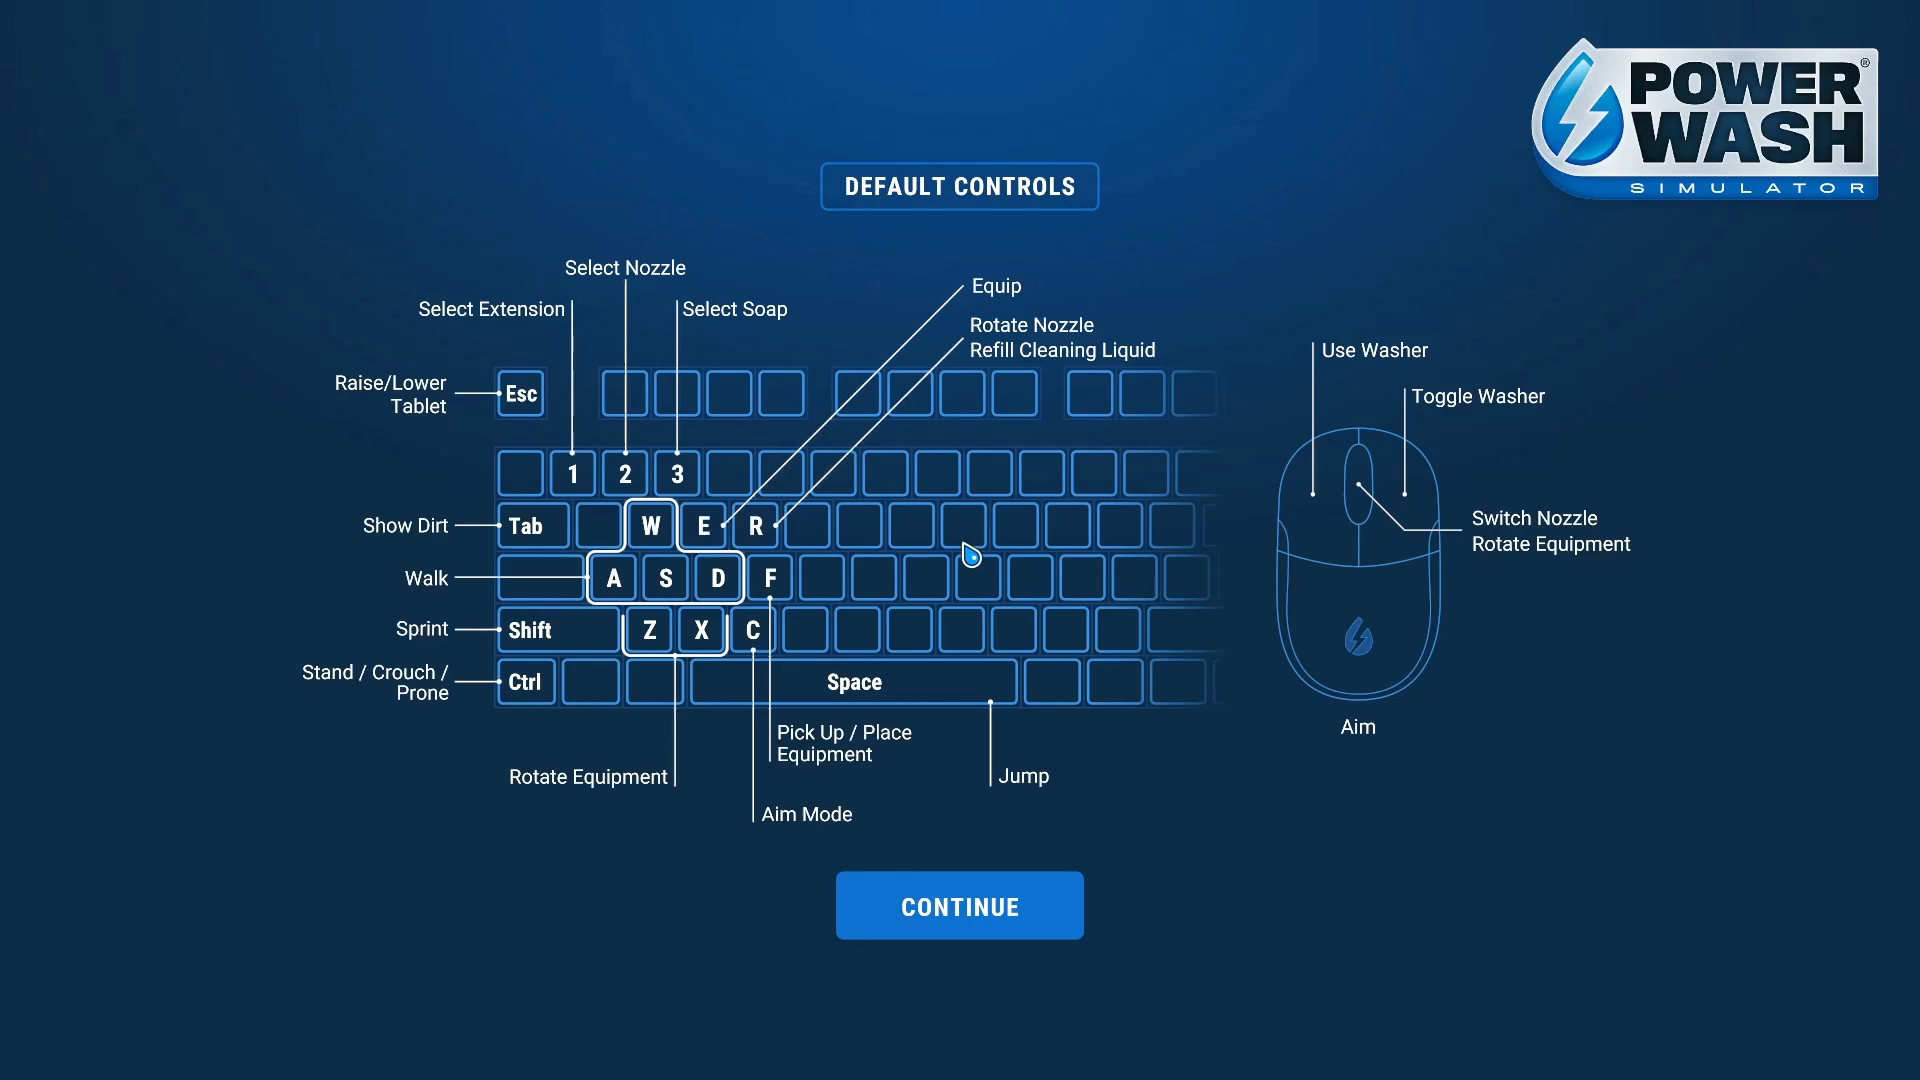 POWER®
WASH
SIMULATOR
DEFAULT CONTROLS
Select Nozzle
Select Extension
Select Soap
Equip
Rotate Nozzle
Refill Cleaning Liquid
Raise/Lower
Tablet
Esc
1 2 3
Show Dirt
Tab W E R
Walk
A S D F
Sprint
Shift Z X C
Stand / Crouch /
Prone
Ctrl Space
Pick Up / Place
Equipment
Rotate Equipment
Jump
Aim Mode
Use Washer
Toggle Washer
Switch Nozzle
Rotate Equipment
Aim
CONTINUE